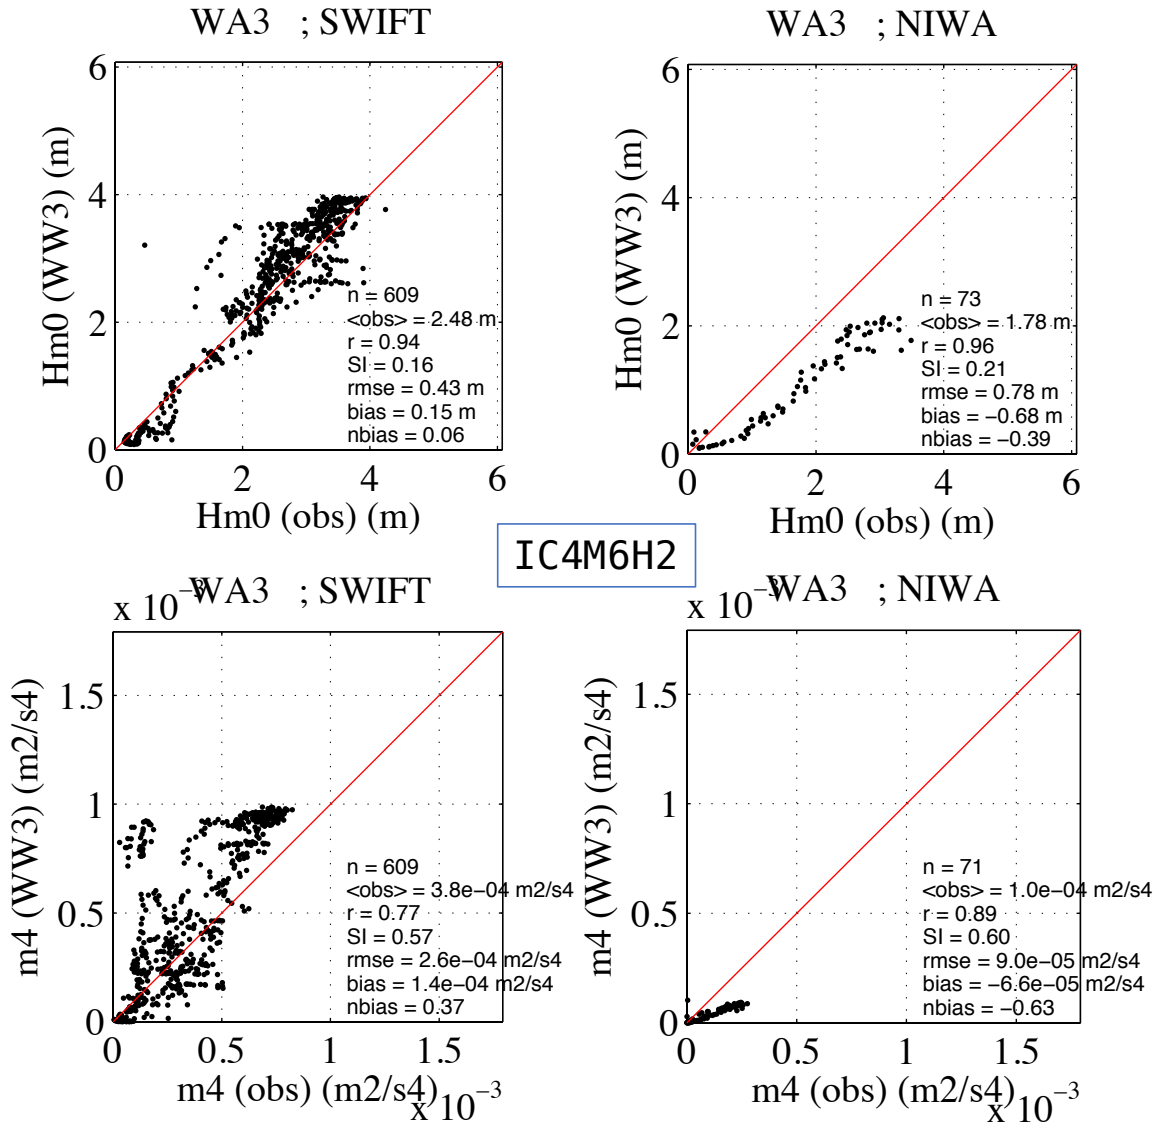 WA3 ; SWIFT
6
4
2
0
Hm0 (WW3) (m)
n = 609
<obs> = 2.48 m
r = 0.94
SI = 0.16
rmse = 0.43 m
bias = 0.15 m
nbias = 0.06
0 2 4 6
Hm0 (obs) (m)
WA3 ; NIWA
6
4
2
0
Hm0 (WW3) (m)
n = 73
<obs> = 1.78 m
r = 0.96
SI = 0.21
rmse = 0.78 m
bias = −0.68 m
nbias = −0.39
0 2 4 6
Hm0 (obs) (m)
IC4M6H2
WA3 ; SWIFT
x 10−3
1.5
1
0.5
0
m4 (WW3) (m2/s4)
n = 609
<obs> = 3.8e−04 m2/s4
r = 0.77
SI = 0.57
rmse = 2.6e−04 m2/s4
bias = 1.4e−04 m2/s4
nbias = 0.37
0 0.5 1 1.5
m4 (obs) (m2/s4)
x 10−3
WA3 ; NIWA
x 10−3
1.5
1
0.5
0
m4 (WW3) (m2/s4)
n = 71
<obs> = 1.0e−04 m2/s4
r = 0.89
SI = 0.60
rmse = 9.0e−05 m2/s4
bias = −6.6e−05 m2/s4
nbias = −0.63
0 0.5 1 1.5
m4 (obs) (m2/s4)
x 10−3